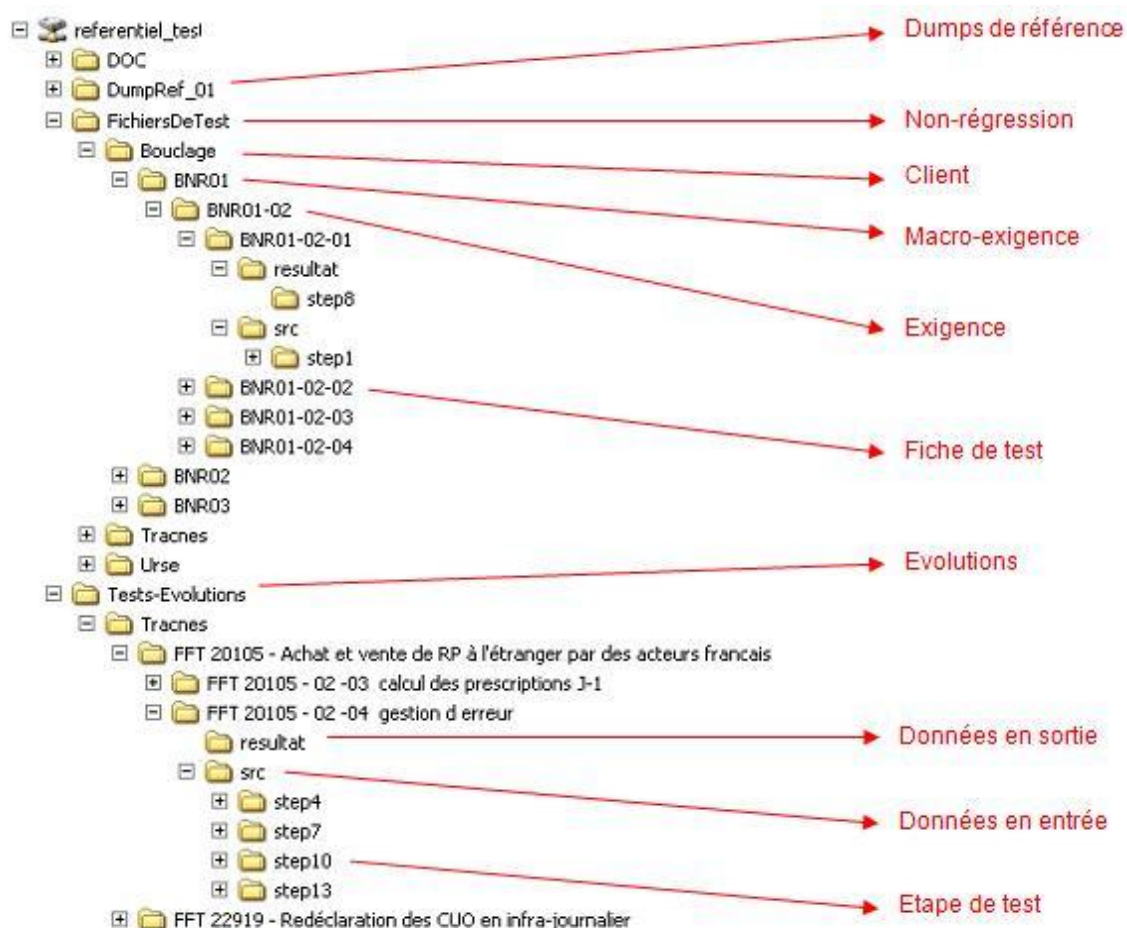 referentiel_test
Dumps de référence
DOC
DumpRef_01
FichiersDeTest
Non-régression
Bouclage
Client
BNR01
BNR01-02
Macro-exigence
BNR01-02-01
resultat
step8
src
Exigence
step1
BNR01-02-02
BNR01-02-03
BNR01-02-04
Fiche de test
BNR02
BNR03
Tracnes
Urse
Evolutions
Tests-Evolutions
Tracnes
FFT 20105 - Achat et vente de RP à l'étranger par des acteurs francais
FFT 20105 - 02 -03 calcul des prescriptions J-1
FFT 20105 - 02 -04 gestion d erreur
resultat
Données en sortie
src
step4
Données en entrée
step7
step10
step13
Etape de test
FFT 22919 - Redéclaration des CUO en infra-journalier